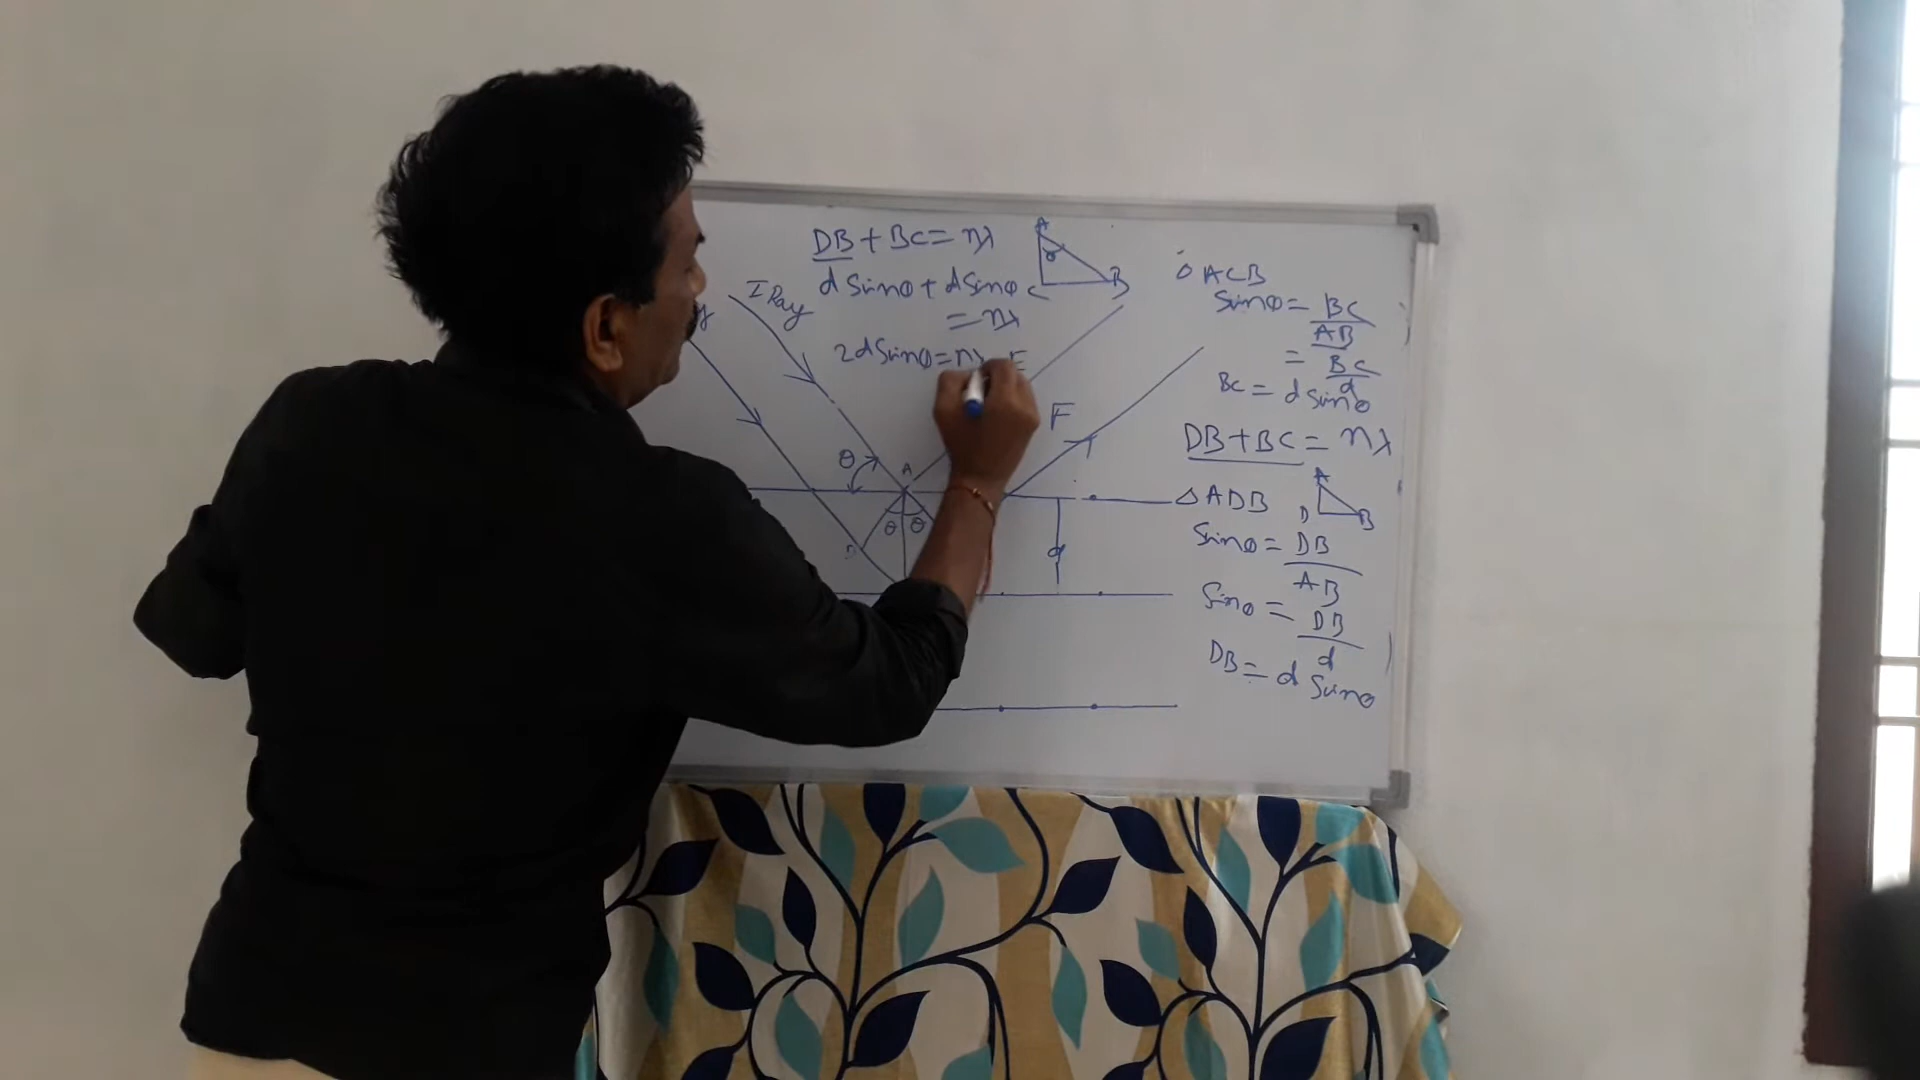 DB + BC = nλ
d Sinθ + d Sinθ
= nλ
2d Sinθ = nλ
I Ray
y
A
θ
C
B
E
F
θ
A
θ
θ
D
d
Δ ACB
Sinθ = BC
AB
= BC
d
BC = d Sinθ
DB + BC = nλ
Δ ADB
A
D
B
Sinθ = DB
AB
Sinθ = DB
d
DB = d Sinθ